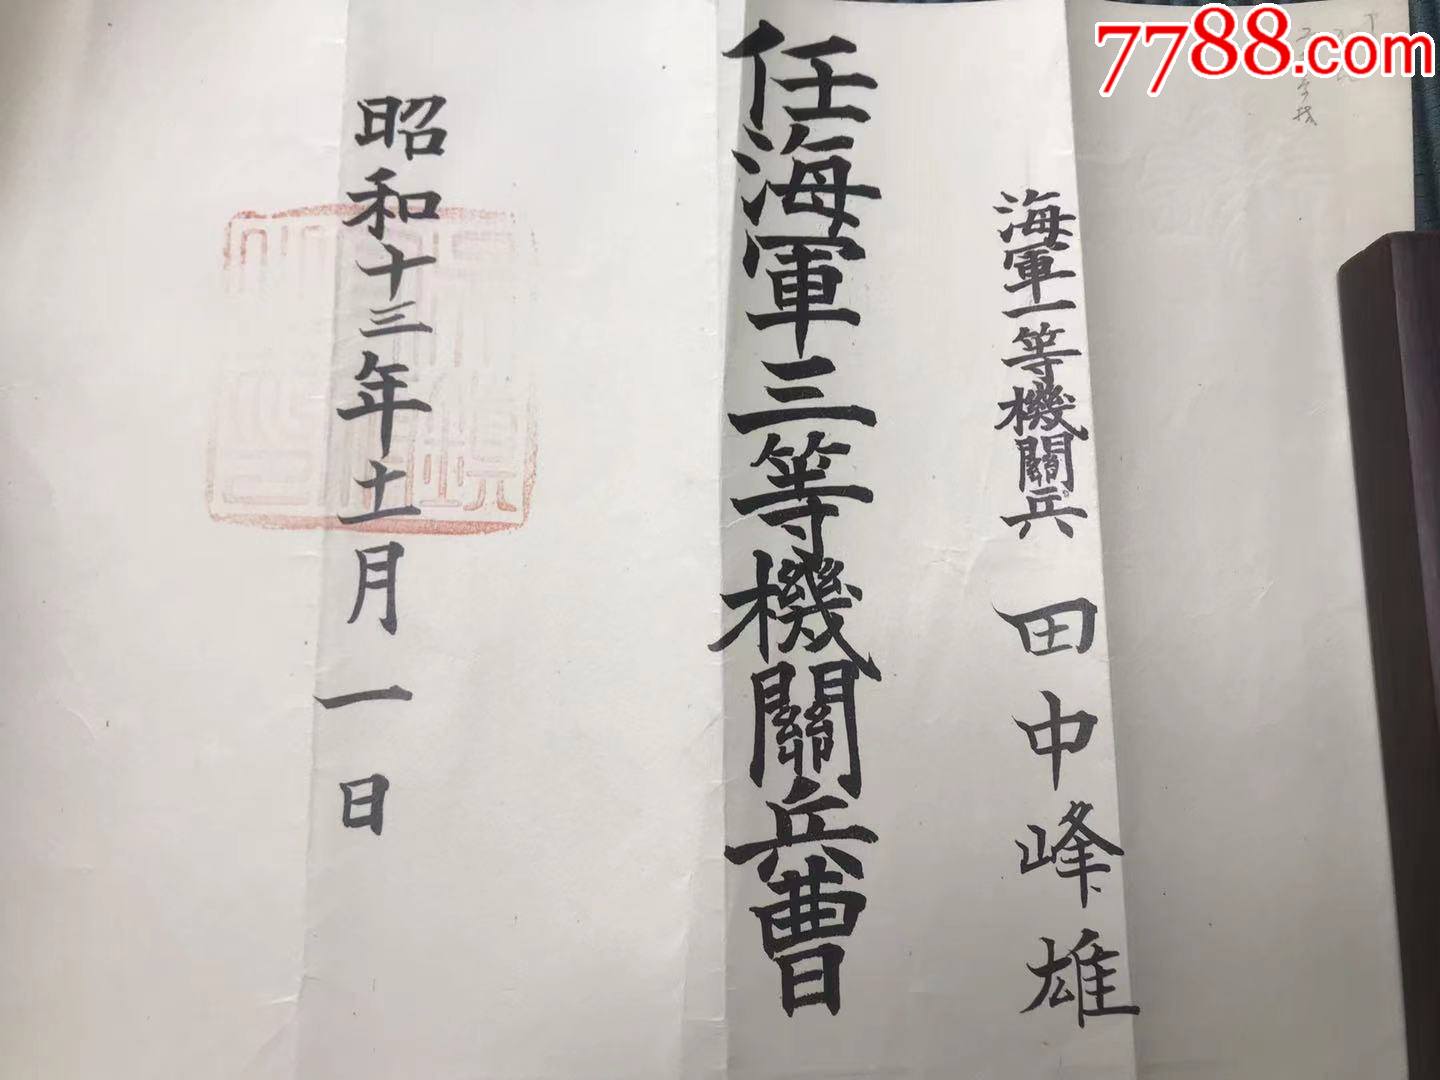 7788.com
海軍一等機關兵 田中峰雄
任海軍三等機關兵曹
昭和十三年十一月一日